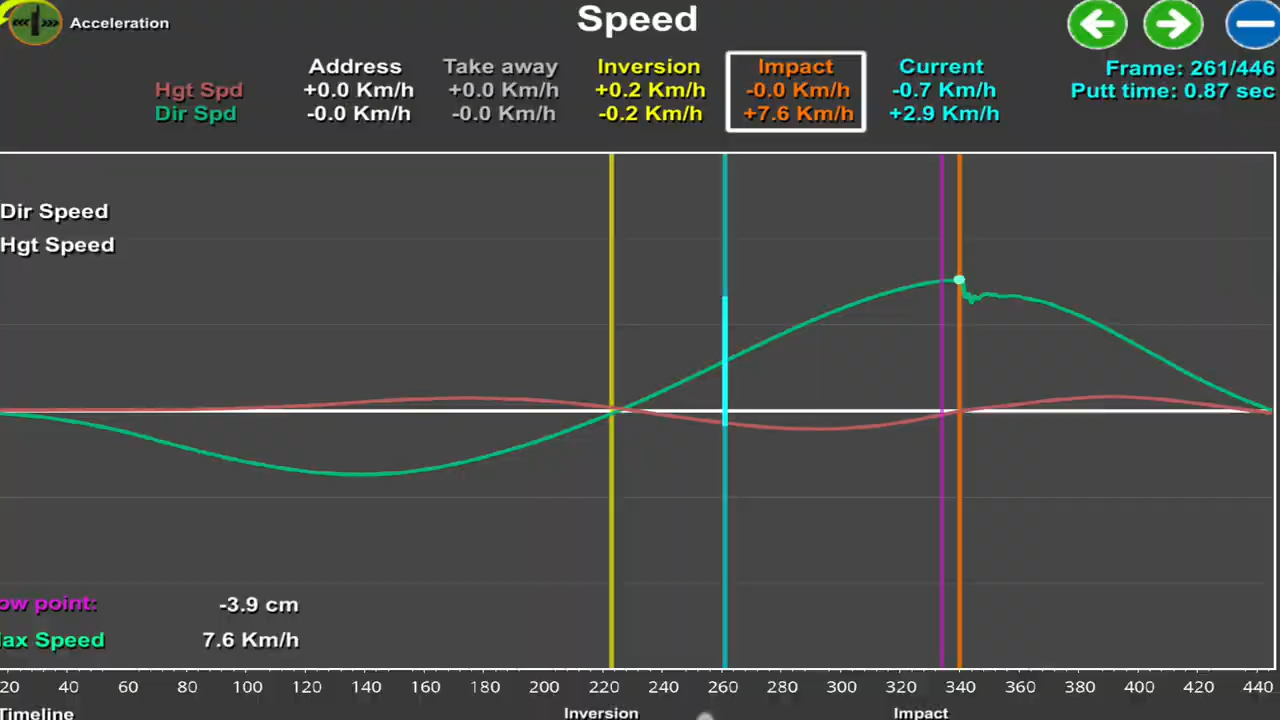 Speed
Acceleration
Address Take away Inversion Impact Current Frame: 261/446
Hgt Spd +0.0 Km/h +0.0 Km/h +0.2 Km/h -0.0 Km/h -0.7 Km/h Putt time: 0.87 sec
Dir Spd -0.0 Km/h -0.0 Km/h -0.2 Km/h +7.6 Km/h +2.9 Km/h
Dir Speed
Hgt Speed
ow point: -3.9 cm
ax Speed 7.6 Km/h
20 40 60 80 100 120 140 160 180 200 220 240 260 280 300 320 340 360 380 400 420 440
Timeline Inversion Impact